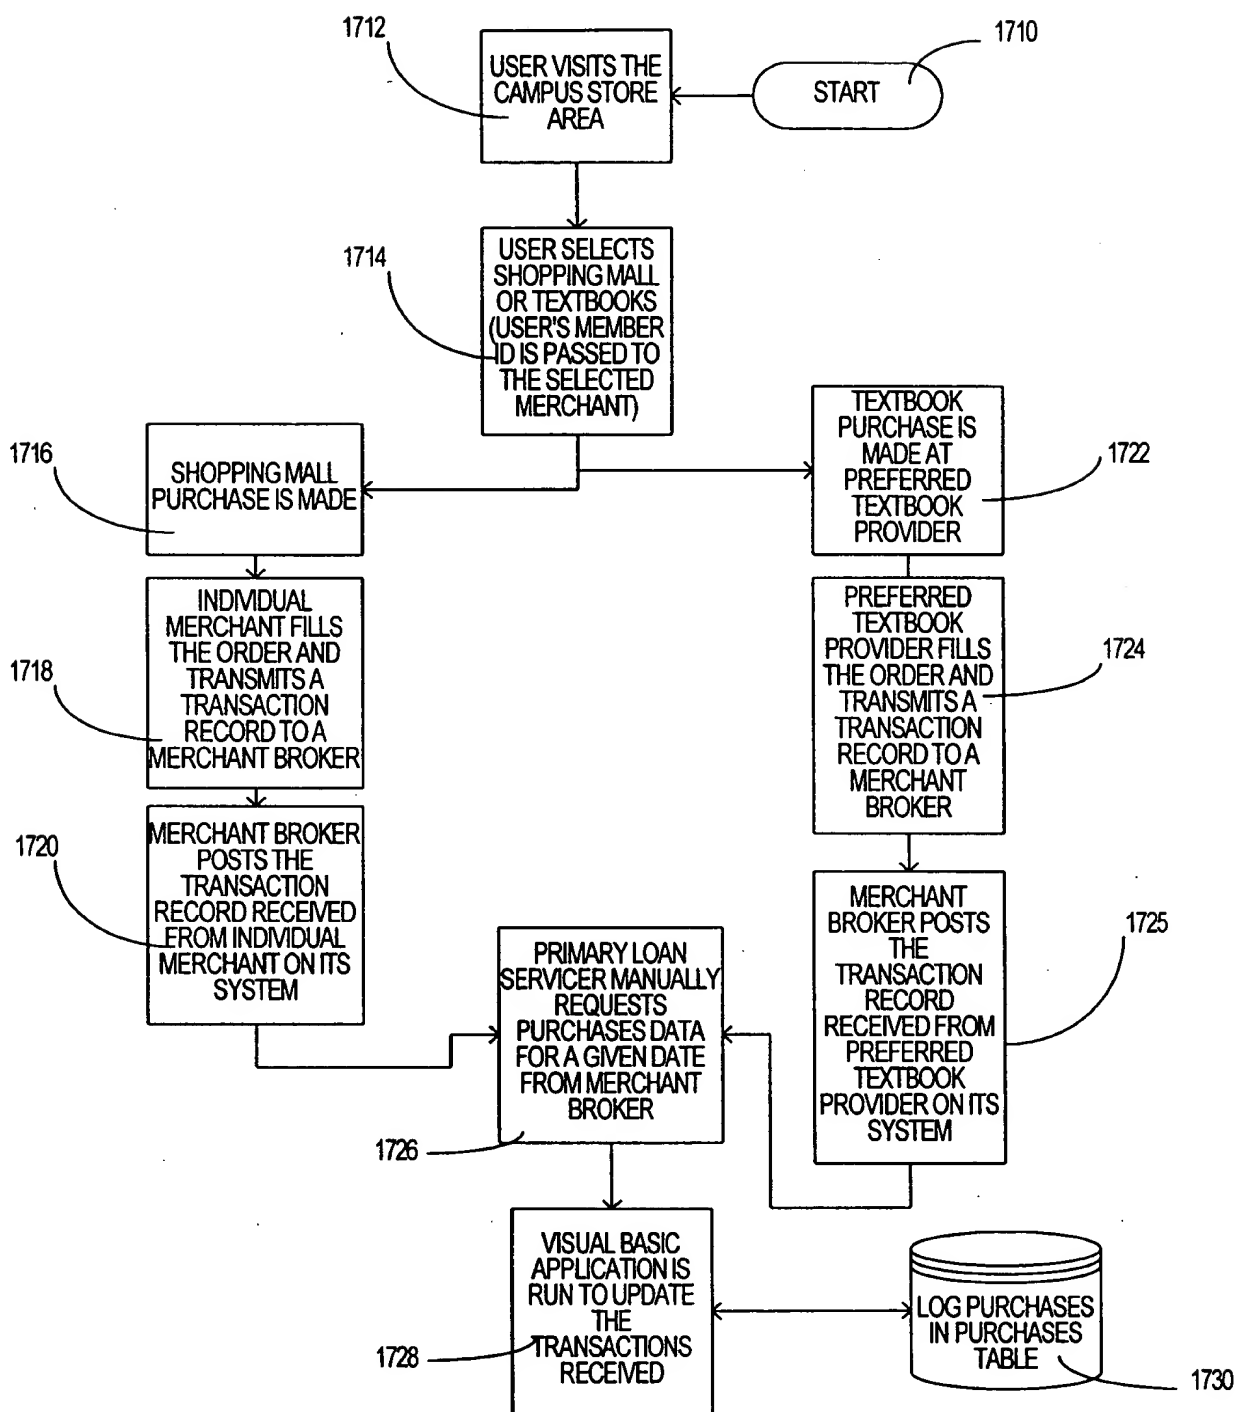 1712
USER VISITS THE
CAMPUS STORE
AREA
1710
START
1714
USER SELECTS
SHOPPING MALL
OR TEXTBOOKS
(USER'S MEMBER
ID IS PASSED TO
THE SELECTED
MERCHANT)
1716
SHOPPING MALL
PURCHASE IS MADE
TEXTBOOK
PURCHASE IS
MADE AT
PREFERRED
TEXTBOOK
PROVIDER
1722
1718
INDIVIDUAL
MERCHANT FILLS
THE ORDER AND
TRANSMITS A
TRANSACTION
RECORD TO A
MERCHANT BROKER
PREFERRED
TEXTBOOK
PROVIDER FILLS
THE ORDER AND
TRANSMITS A
TRANSACTION
RECORD TO A
MERCHANT
BROKER
1724
1720
MERCHANT BROKER
POSTS THE
TRANSACTION
RECORD RECEIVED
FROM INDIVIDUAL
MERCHANT ON ITS
SYSTEM
MERCHANT
BROKER POSTS
THE
TRANSACTION
RECORD
RECEIVED FROM
PREFERRED
TEXTBOOK
PROVIDER ON ITS
SYSTEM
1725
PRIMARY LOAN
SERVICER MANUALLY
REQUESTS
PURCHASES DATA
FOR A GIVEN DATE
FROM MERCHANT
BROKER
1726
VISUAL BASIC
APPLICATION IS
RUN TO UPDATE
THE
TRANSACTIONS
RECEIVED
1728
LOG PURCHASES
IN PURCHASES
TABLE
1730